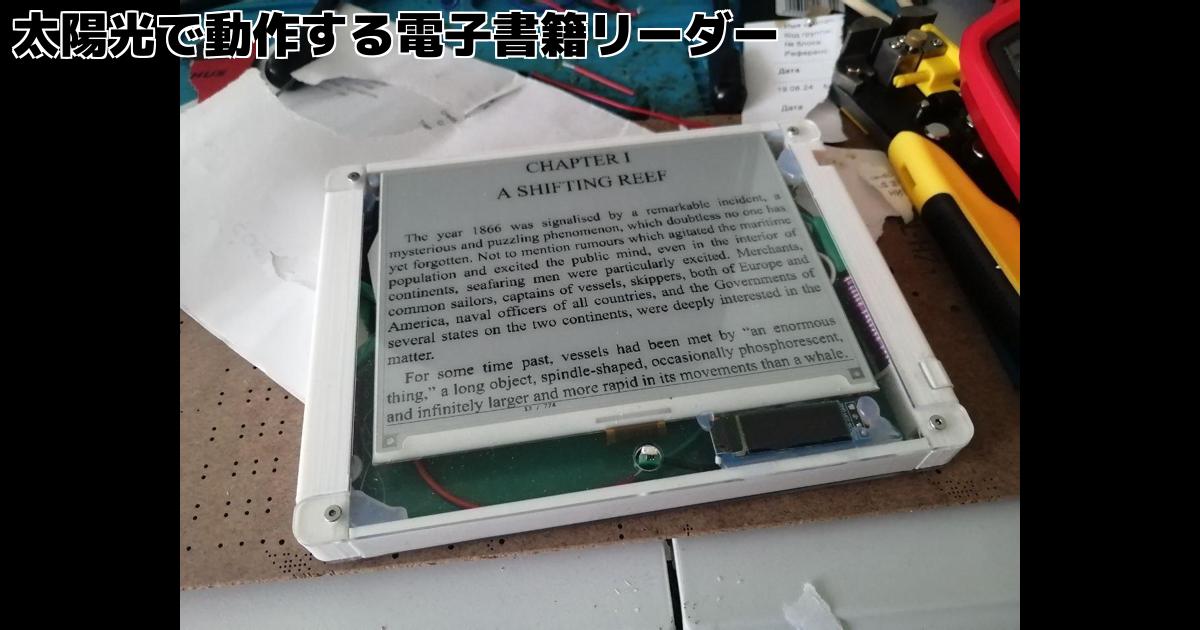 太陽光で動作する電子書籍リーダー
Дата
19.06.24
Дата
CHAPTER I
A SHIFTING REEF
The year 1866 was signalised by a remarkable incident, a
mysterious and puzzling phenomenon, which doubtless no one has
yet forgotten. Not to mention rumours which agitated the maritime
population and excited the public mind, even in the interior of
continents, seafaring men were particularly excited. Merchants,
common sailors, captains of vessels, skippers, both of Europe and
America, naval officers of all countries, and the Governments of
several states on the two continents, were deeply interested in the
matter.
For some time past, vessels had been met by “an enormous
thing,” a long object, spindle-shaped, occasionally phosphorescent,
and infinitely larger and more rapid in its movements than a whale.